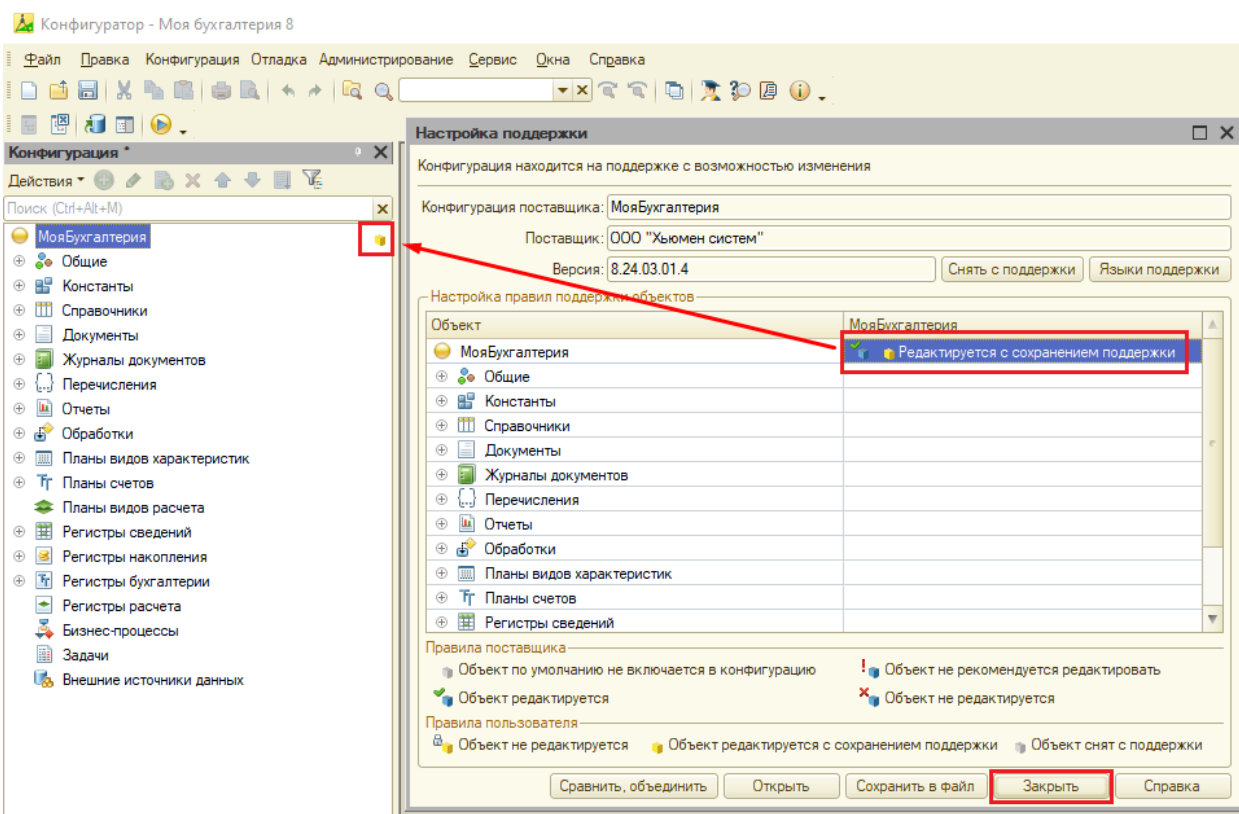 Конфигуратор - Моя бухгалтерия 8
Файл Правка Конфигурация Отладка Администрирование Сервис Окна Справка
Конфигурация *
Действия
Поиск (Ctrl+Alt+M)
МояБухгалтерия
Общие
Константы
Справочники
Документы
Журналы документов
Перечисления
Отчеты
Обработки
Планы видов характеристик
Планы счетов
Планы видов расчета
Регистры сведений
Регистры накопления
Регистры бухгалтерии
Регистры расчета
Бизнес-процессы
Задачи
Внешние источники данных
Настройка поддержки
Конфигурация находится на поддержке с возможностью изменения
Конфигурация поставщика: МояБухгалтерия
Поставщик: ООО "Хьюмен систем"
Версия: 8.24.03.01.4 Снять с поддержки Языки поддержки
Настройка правил поддержки объектов
Объект МояБухгалтерия
МояБухгалтерия Редактируется с сохранением поддержки
Общие
Константы
Справочники
Документы
Журналы документов
Перечисления
Отчеты
Обработки
Планы видов характеристик
Планы счетов
Регистры сведений
Правила поставщика
Объект по умолчанию не включается в конфигурацию Объект не рекомендуется редактировать
Объект редактируется Объект не редактируется
Правила пользователя
Объект не редактируется Объект редактируется с сохранением поддержки Объект снят с поддержки
Сравнить, объединить Открыть Сохранить в файл Закрыть Справка